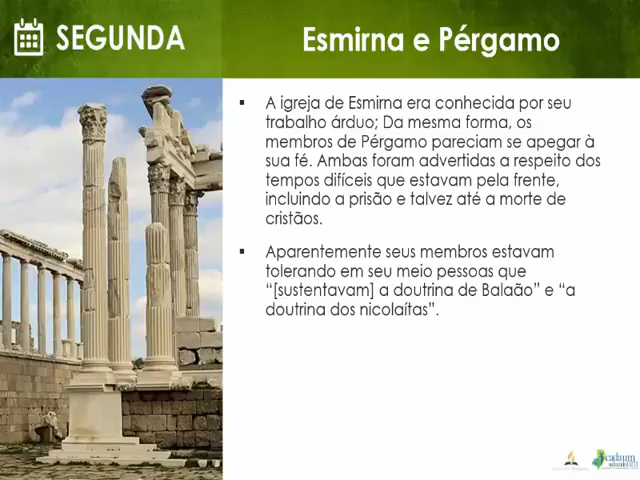 SEGUNDA
Esmirna e Pérgamo
▪ A igreja de Esmirna era conhecida por seu
trabalho árduo; Da mesma forma, os
membros de Pérgamo pareciam se apegar à
sua fé. Ambas foram advertidas a respeito dos
tempos difíceis que estavam pela frente,
incluindo a prisão e talvez até a morte de
cristãos.
▪ Aparentemente seus membros estavam
tolerando em seu meio pessoas que
“[sustentavam] a doutrina de Balaão” e “a
doutrina dos nicolaítas”.